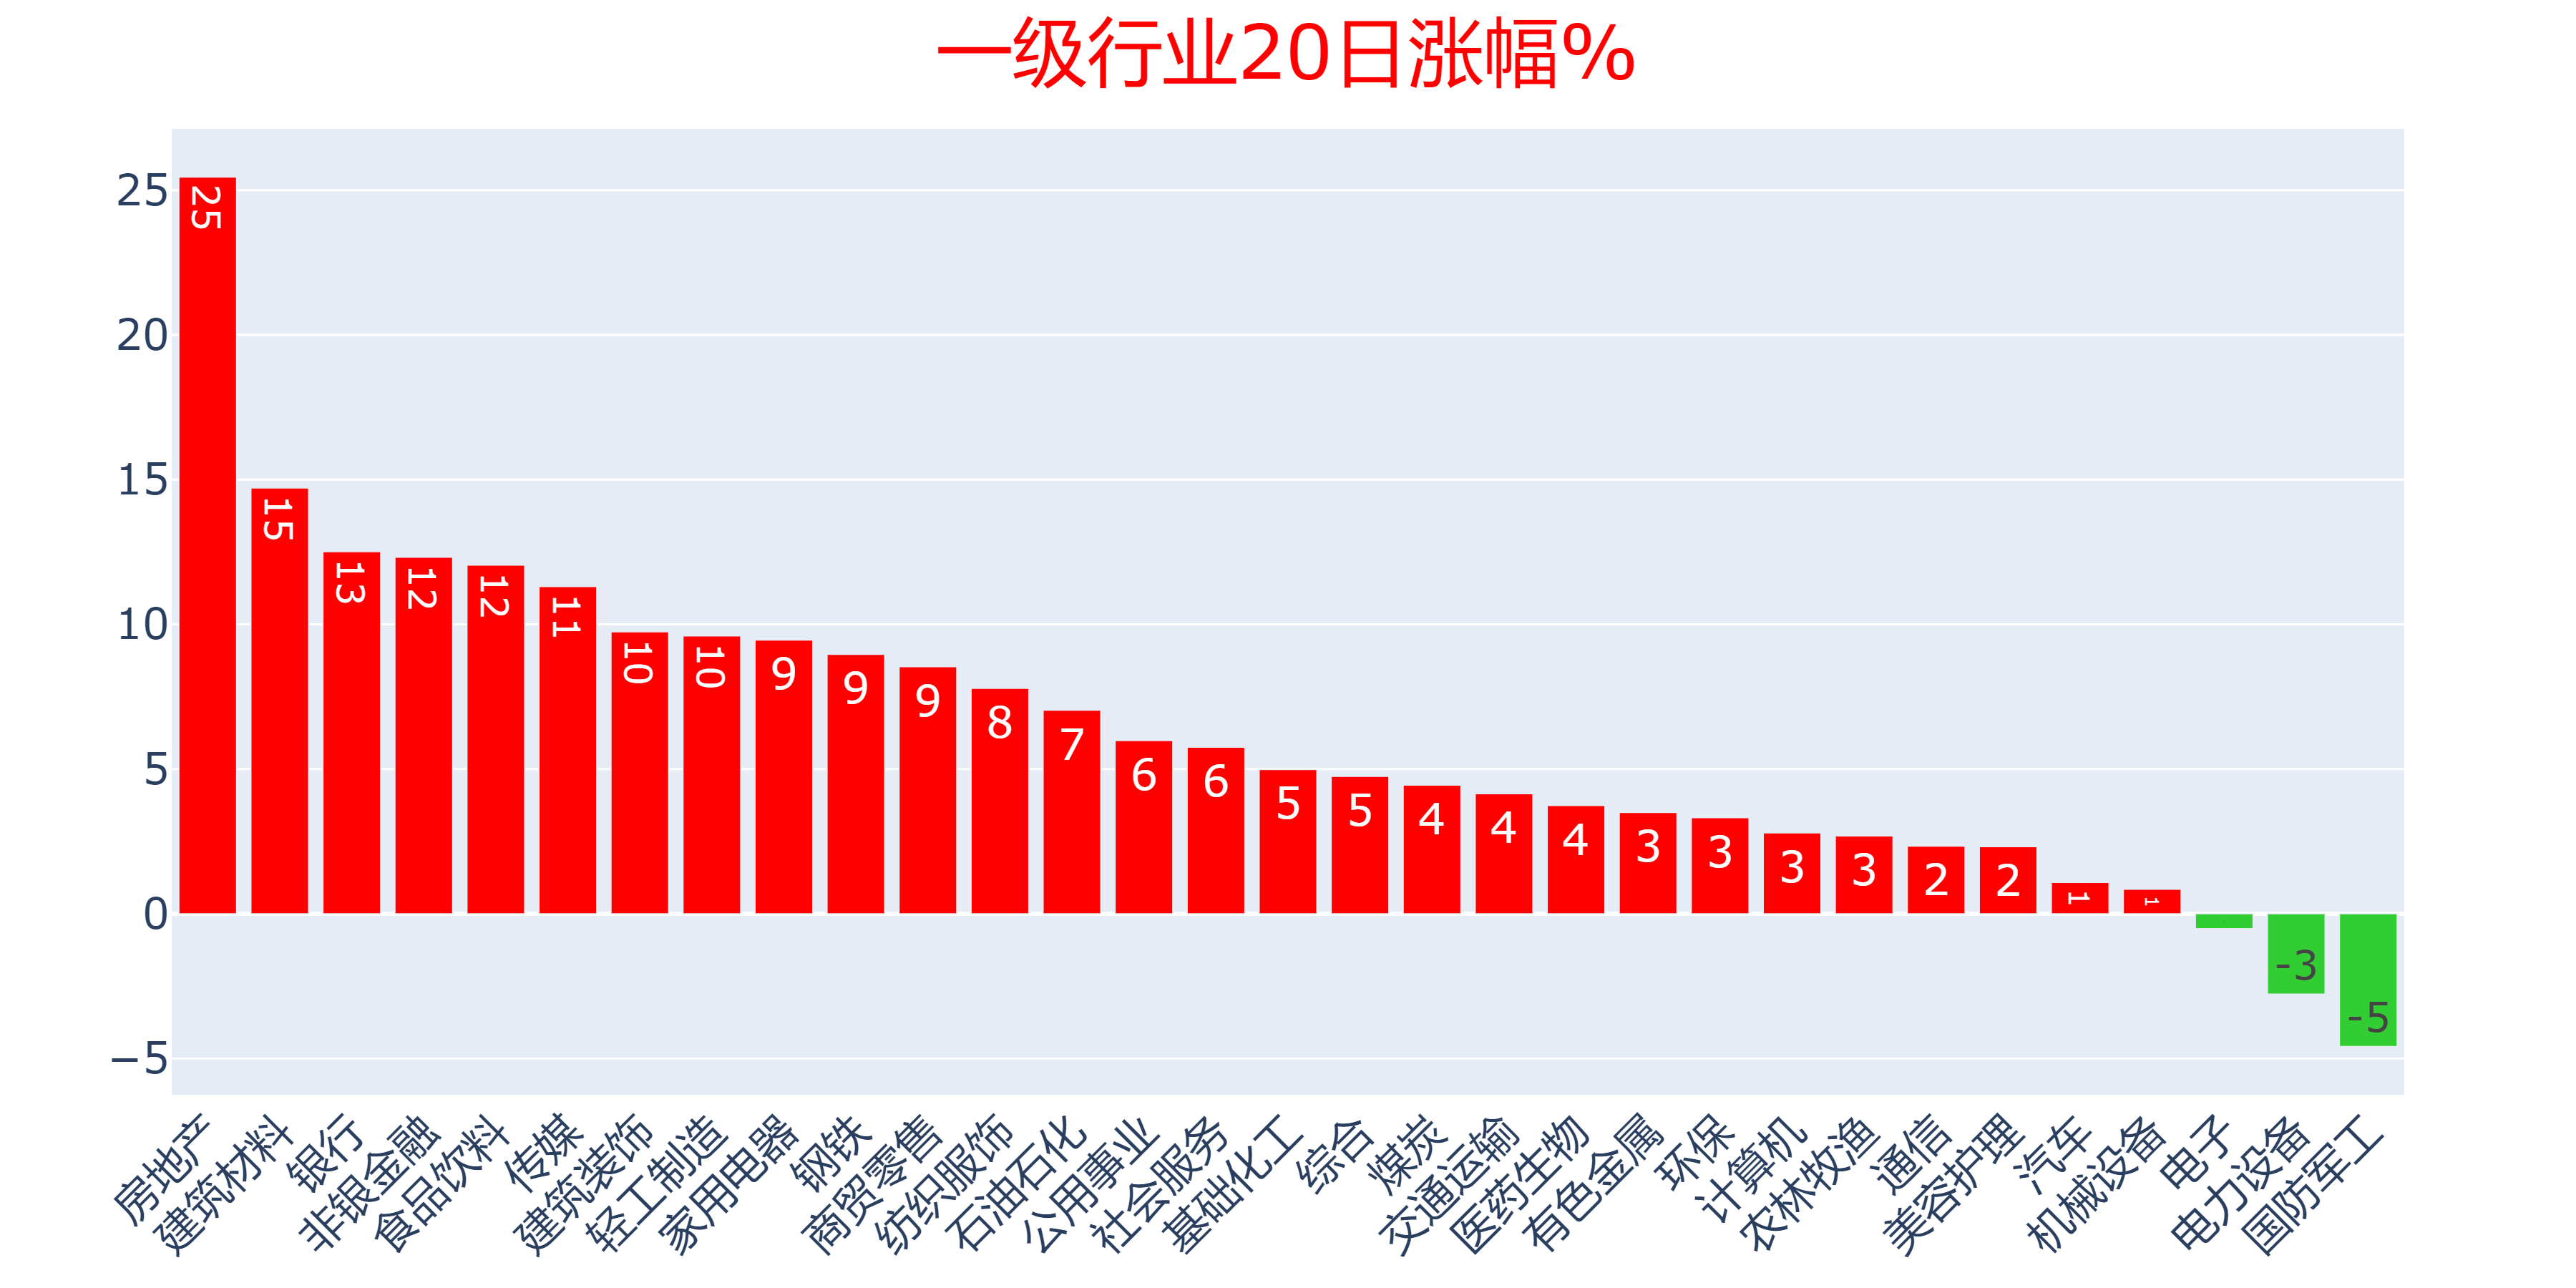 一级行业20日涨幅%
25
20
15
10
5
0
−5
25
15
13
12
12
11
10
10
9
9
9
8
7
6
6
5
5
4
4
4
3
3
3
3
2
2
1
1
-3
-5
房地产
建筑材料
银行
非银金融
食品饮料
传媒
建筑装饰
轻工制造
家用电器
钢铁
商贸零售
纺织服饰
石油石化
公用事业
社会服务
基础化工
综合
煤炭
交通运输
医药生物
有色金属
环保
计算机
农林牧渔
通信
美容护理
汽车
机械设备
电子
电力设备
国防军工